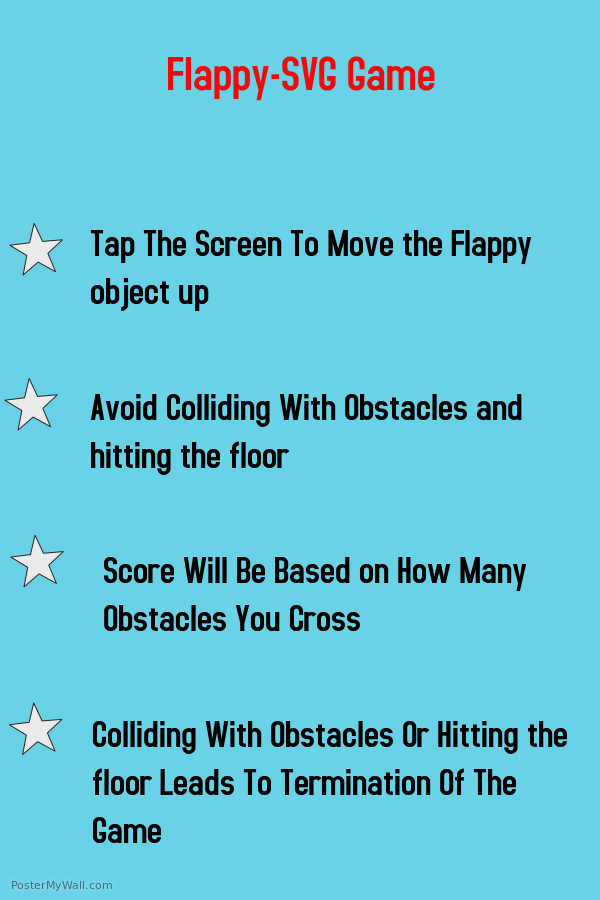 Flappy-SVG Game
Tap The Screen To Move the Flappy
object up
Avoid Colliding With Obstacles and
hitting the floor
Score Will Be Based on How Many
Obstacles You Cross
Colliding With Obstacles Or Hitting the
floor Leads To Termination Of The
Game
PosterMyWall.com